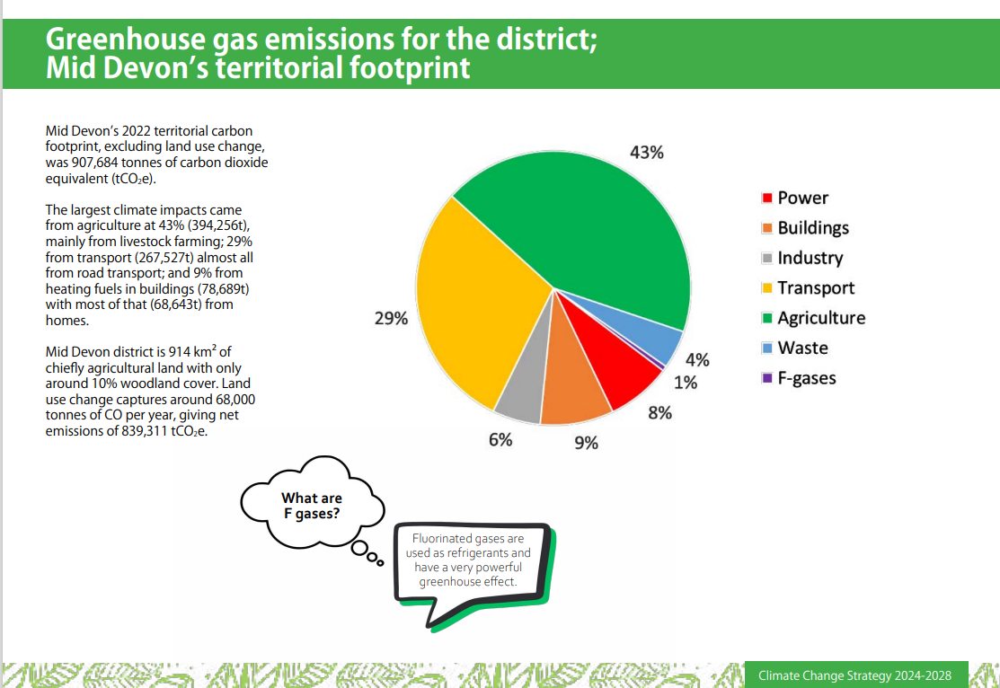 Greenhouse gas emissions for the district;
Mid Devon's territorial footprint
Mid Devon's 2022 territorial carbon
footprint, excluding land use change,
was 907,684 tonnes of carbon dioxide
equivalent (tCO₂e).
The largest climate impacts came
from agriculture at 43% (394,256t),
mainly from livestock farming; 29%
from transport (267,527t) almost all
from road transport; and 9% from
heating fuels in buildings (78,689t)
with most of that (68,643t) from
homes.
Mid Devon district is 914 km² of
chiefly agricultural land with only
around 10% woodland cover. Land
use change captures around 68,000
tonnes of CO per year, giving net
emissions of 839,311 tCO₂e.
43%
29%
6%
9%
8%
1%
4%
Power
Buildings
Industry
Transport
Agriculture
Waste
F-gases
What are
F gases?
Fluorinated gases are
used as refrigerants and
have a very powerful
greenhouse effect.
Climate Change Strategy 2024-2028